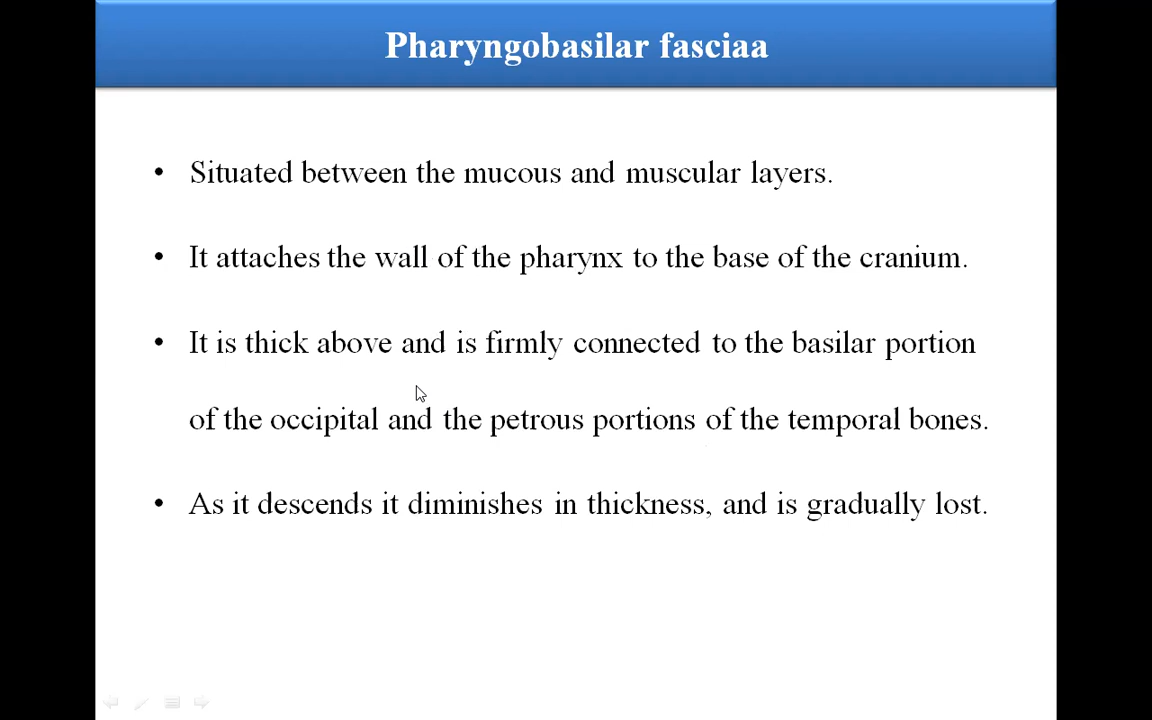 Pharyngobasilar fasciaa
• Situated between the mucous and muscular layers.
• It attaches the wall of the pharynx to the base of the cranium.
• It is thick above and is firmly connected to the basilar portion
of the occipital and the petrous portions of the temporal bones.
• As it descends it diminishes in thickness, and is gradually lost.